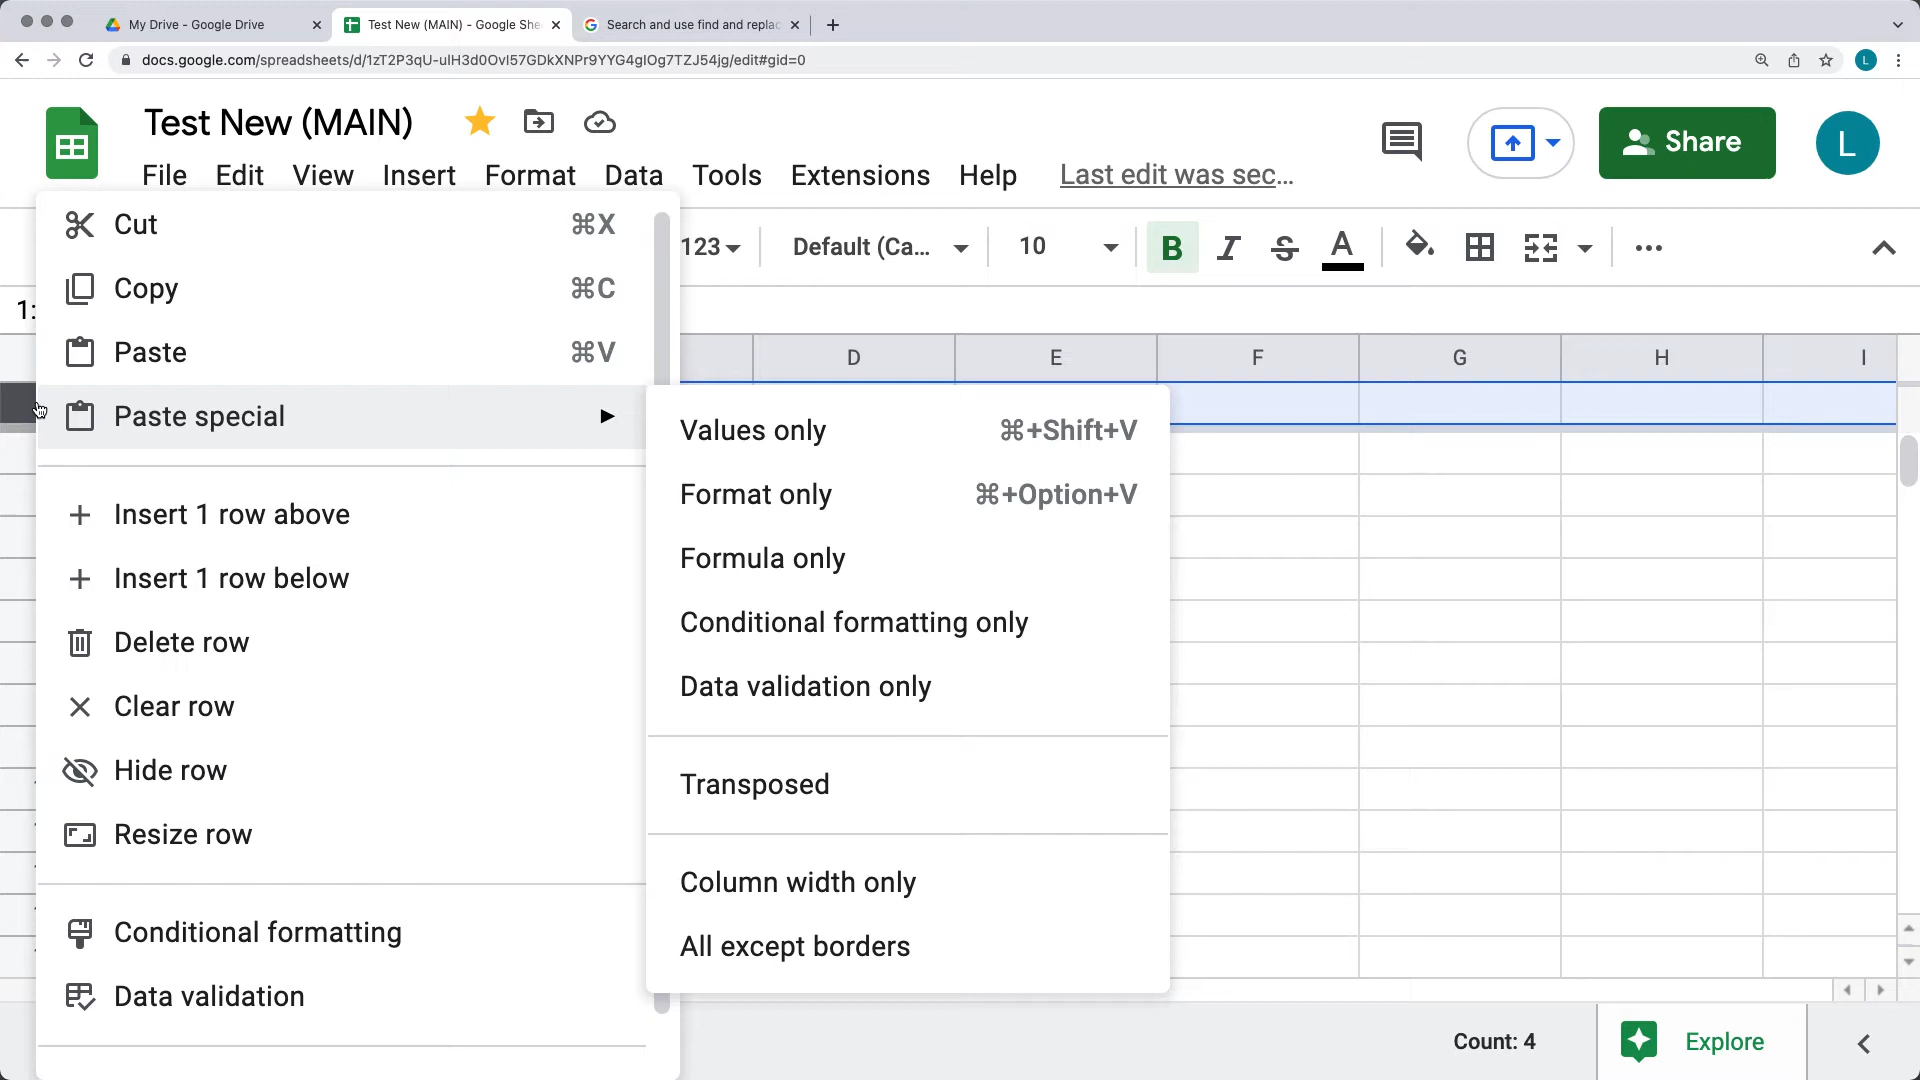 My Drive - Google Drive
Test New (MAIN) - Google She
Search and use find and replac
docs.google.com/spreadsheets/d/1zT2P3qU-uIH3d0OvI57GDkXNPr9YYG4gIOg7TZJ54jg/edit#gid=0
L
Test New (MAIN)
File Edit View Insert Format Data Tools Extensions Help Last edit was sec...
Share
L
123 Default (Ca... 10 B I S A
1:
D E F G H I
Cut ⌘X
Copy ⌘C
Paste ⌘V
Paste special
Insert 1 row above
Insert 1 row below
Delete row
Clear row
Hide row
Resize row
Conditional formatting
Data validation
Values only ⌘+Shift+V
Format only ⌘+Option+V
Formula only
Conditional formatting only
Data validation only
Transposed
Column width only
All except borders
Count: 4
Explore